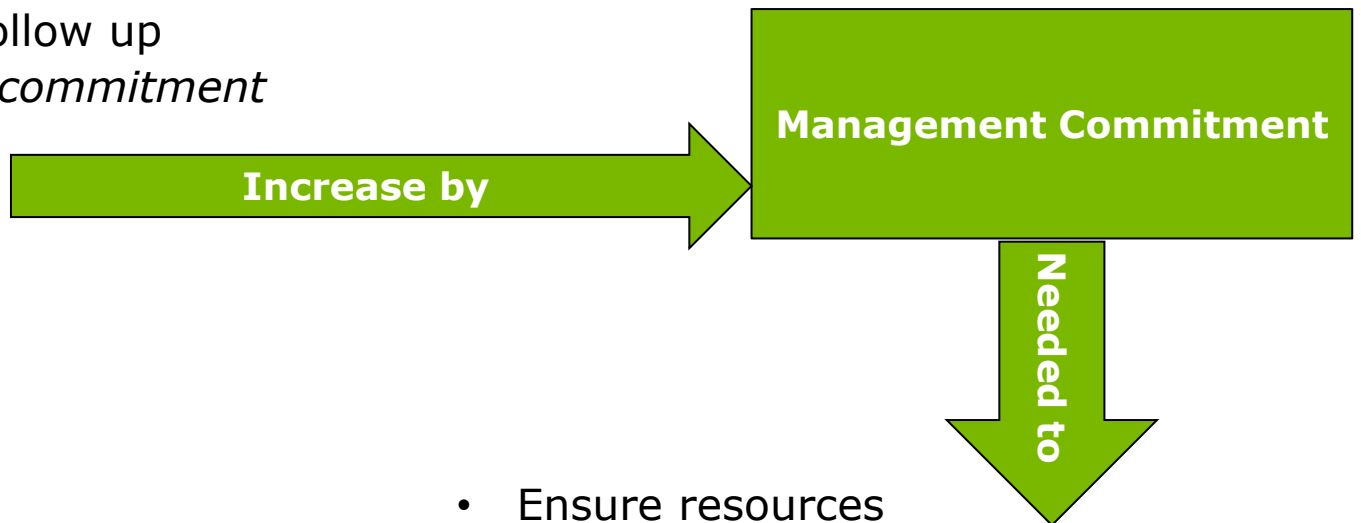 ollow up
commitment
Management Commitment
Increase by
Needed to
• Ensure resources